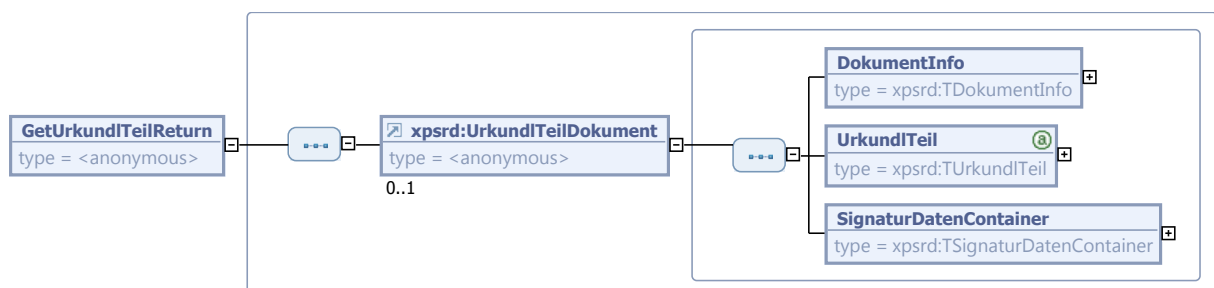 DokumentInfo
type = xpsrd:TDokumentInfo
GetUrkundlTeilReturn
type = <anonymous>
xpsrd:UrkundlTeilDokument
type = <anonymous>
0..1
UrkundlTeil
a
type = xpsrd:TUrkundlTeil
SignaturDatenContainer
type = xpsrd:TSignaturDatenContainer